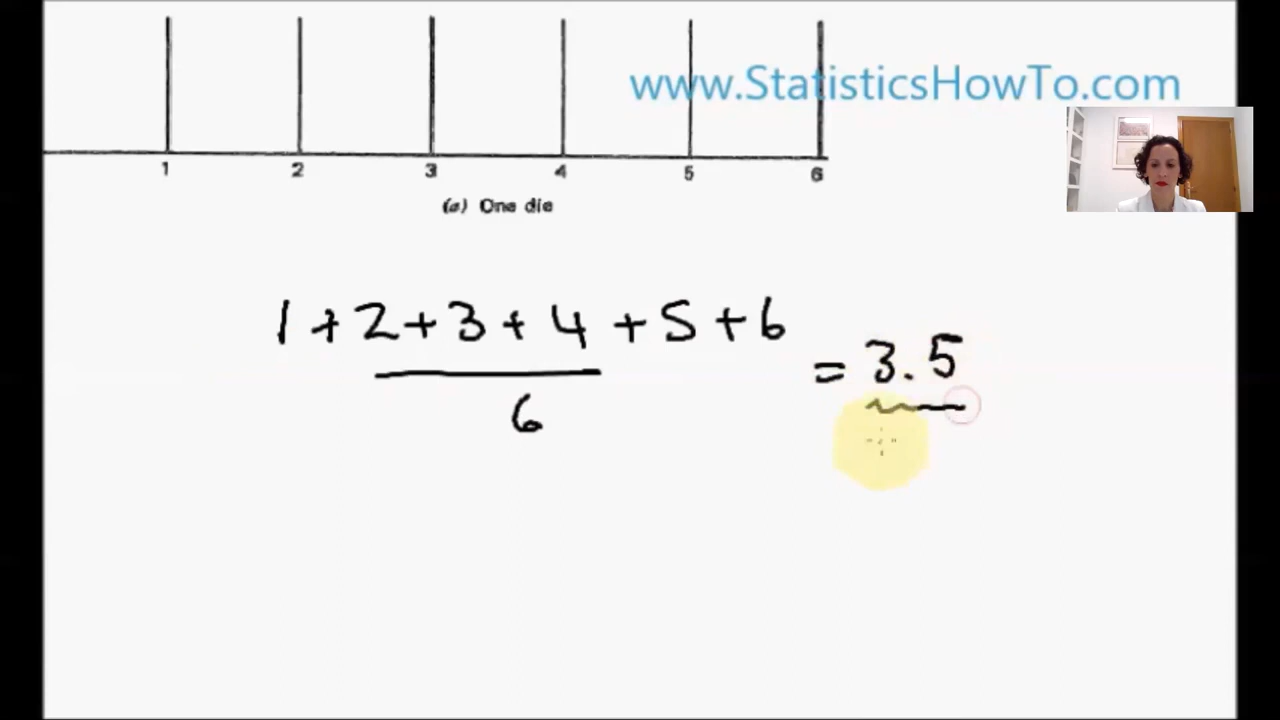 www.StatisticsHowTo.com
1 2 3 4 5 6
(a) One die
1 + 2 + 3 + 4 + 5 + 6
= 3.5
6